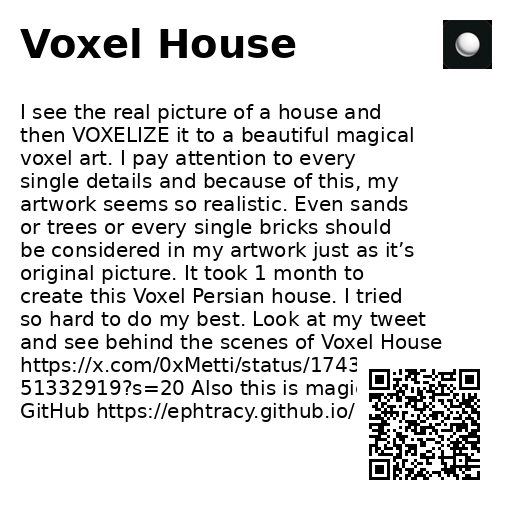 Voxel House
I see the real picture of a house and
then VOXELIZE it to a beautiful magical
voxel art. I pay attention to every
single details and because of this, my
artwork seems so realistic. Even sands
or trees or every single bricks should
be considered in my artwork just as it’s
original picture. It took 1 month to
create this Voxel Persian house. I tried
so hard to do my best. Look at my tweet
and see behind the scenes of Voxel House
https://x.com/0xMetti/status/1743
51332919?s=20 Also this is
GitHub https://ephtracy.github.io/